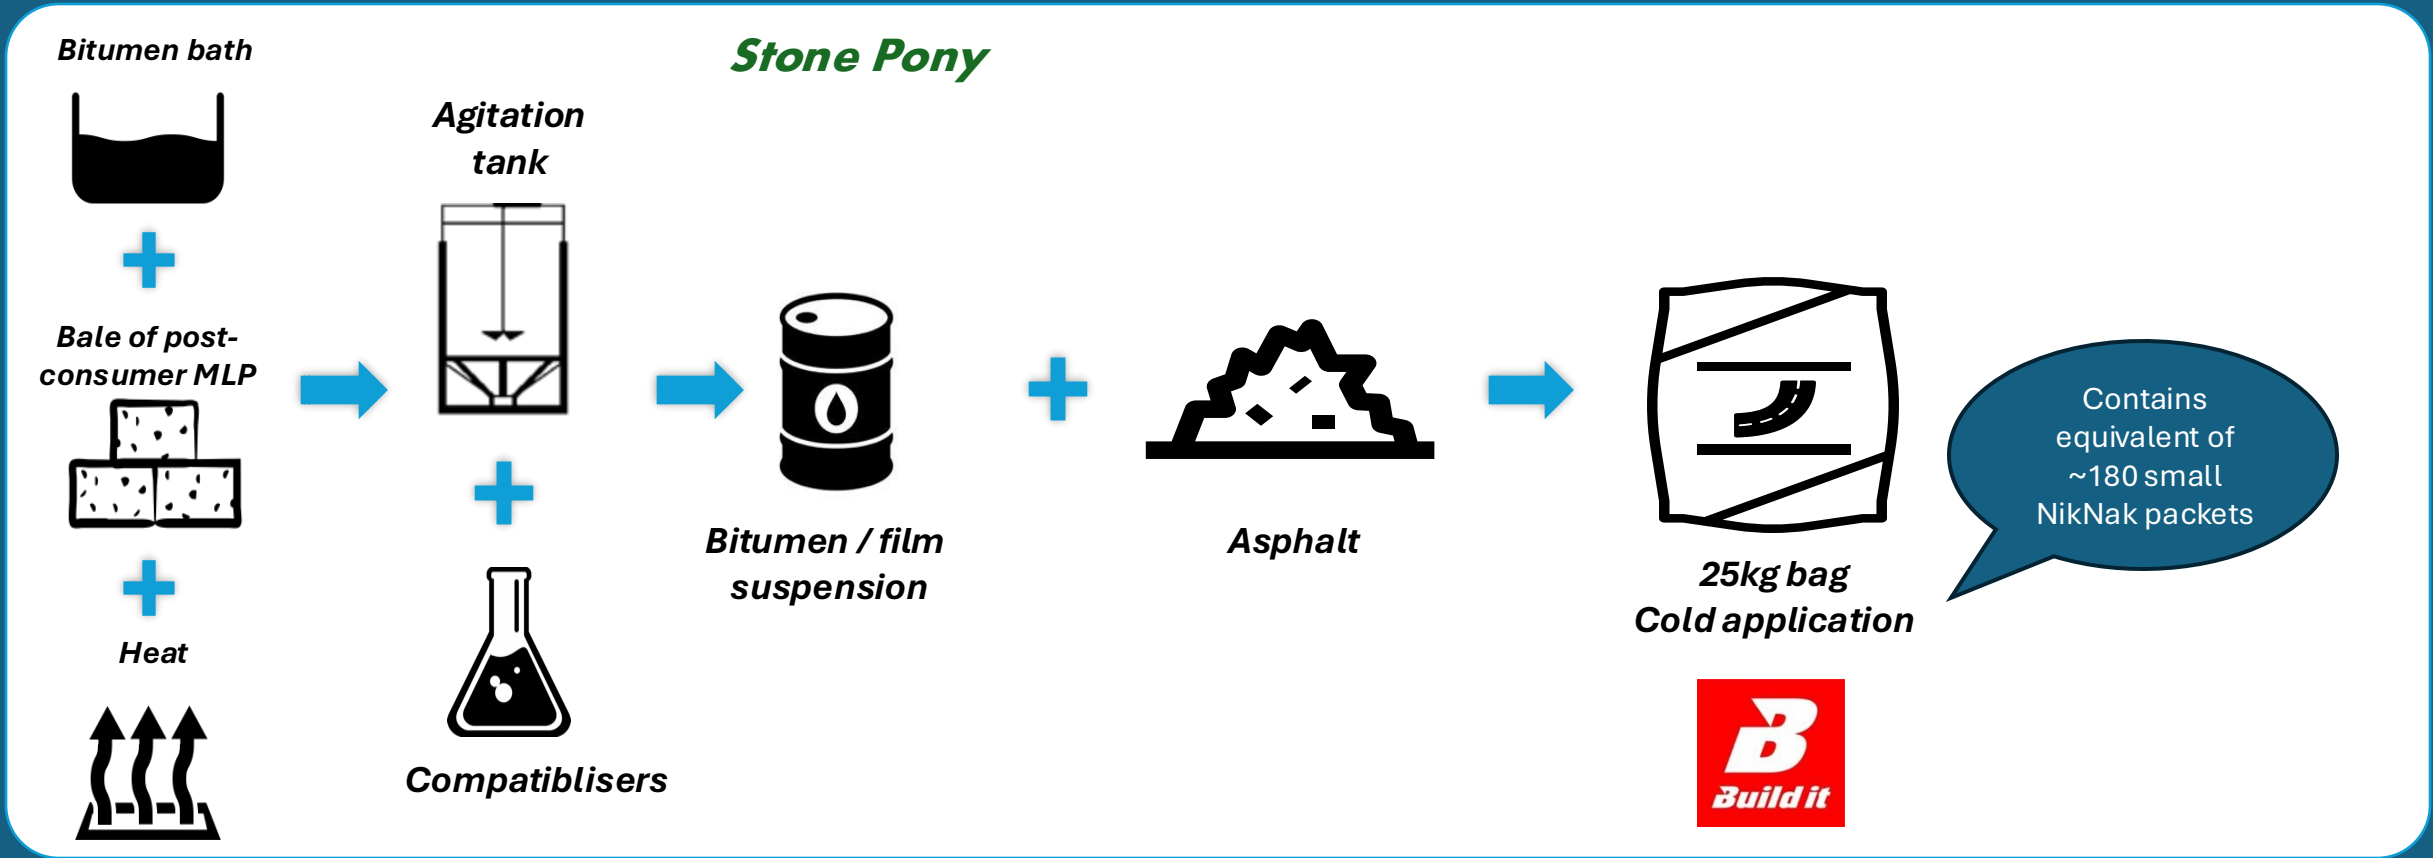 Stone Pony
Bitumen bath
Bale of post-
consumer MLP
Heat
Agitation
tank
Compatiblisers
Bitumen / film
suspension
Asphalt
25kg bag
Cold application
Build it
Contains
equivalent of
~180 small
NikNak packets